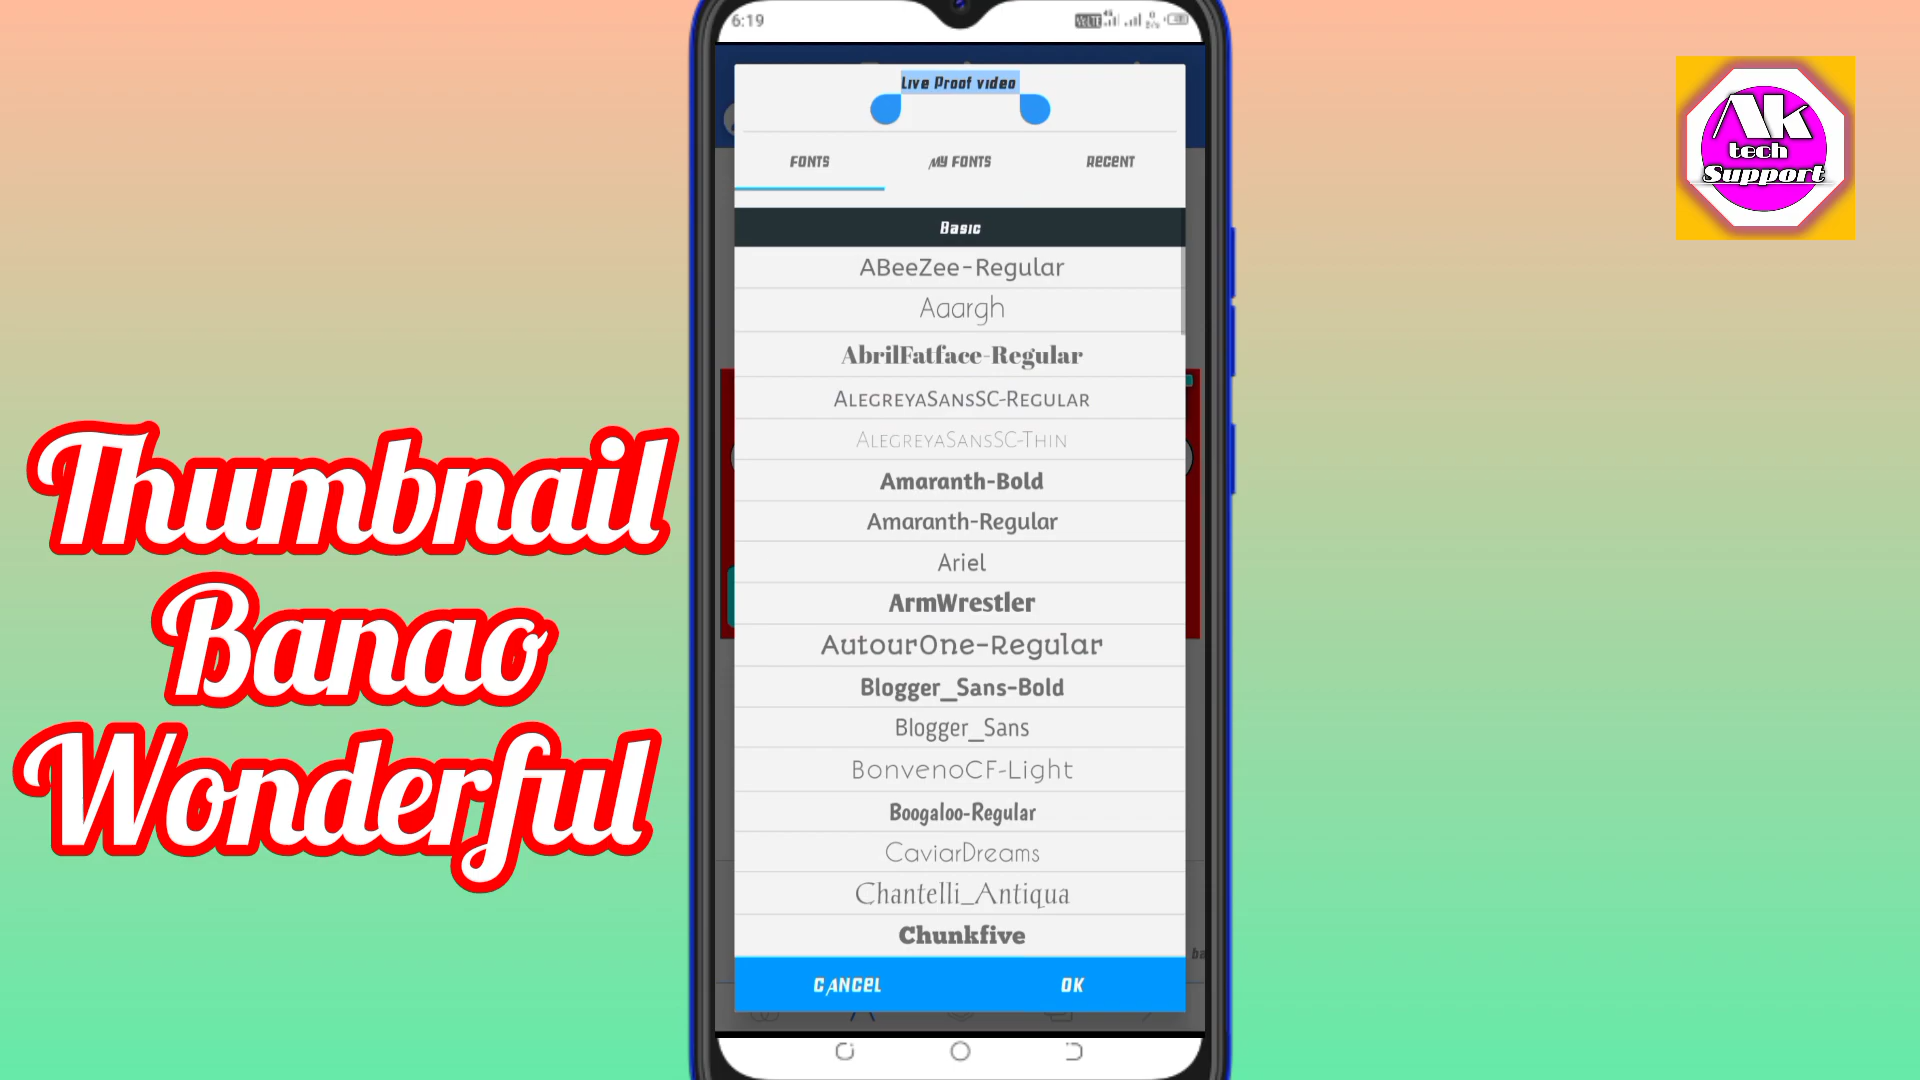 6:19
Live Proof video
FONTS
MY FONTS
RECENT
Basic
ABeeZee-Regular
Aaargh
AbrilFatface-Regular
AlegreyaSansSC-Regular
AlegreyaSansSC-Thin
Amaranth-Bold
Amaranth-Regular
Ariel
ArmWrestler
AutourOne-Regular
Blogger_Sans-Bold
Blogger_Sans
BonvenoCF-Light
Boogaloo-Regular
CaviarDreams
Chantelli_Antiqua
Chunkfive
CANCEL
OK
Thumbnail
Banao
Wonderful
Ak
tech
Support